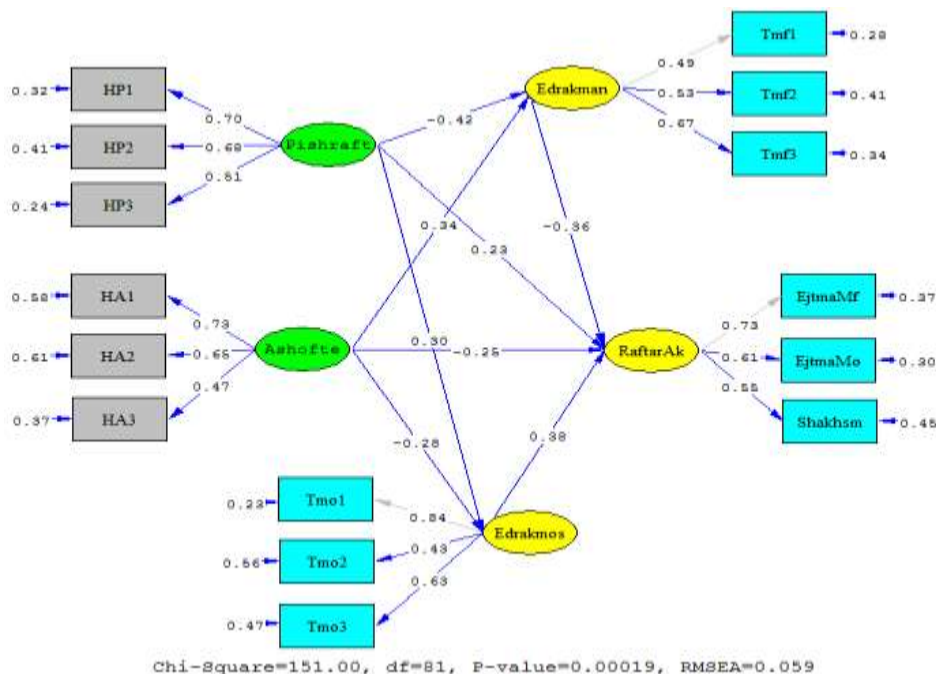 0.32 HP1
0.41 HP2
0.24 HP3
0.70
0.68
0.81
Pishraft
0.58 HA1
0.61 HA2
0.37 HA3
0.73
0.65
0.47
Ashofte
-0.42
0.34
0.23
0.30
-0.25
-0.28
-0.36
0.38
Edrakman
0.49
0.53
0.67
Tmf1 0.28
Tmf2 0.41
Tmf3 0.34
RaftarAk
0.73
0.61
0.55
EjtmaMf 0.37
EjtmaMo 0.30
Shakhsm 0.45
0.23 Tmo1
0.56 Tmo2
0.47 Tmo3
0.84
0.43
0.63
Edrakmos
Chi-Square=151.00, df=81, P-value=0.00019, RMSEA=0.059